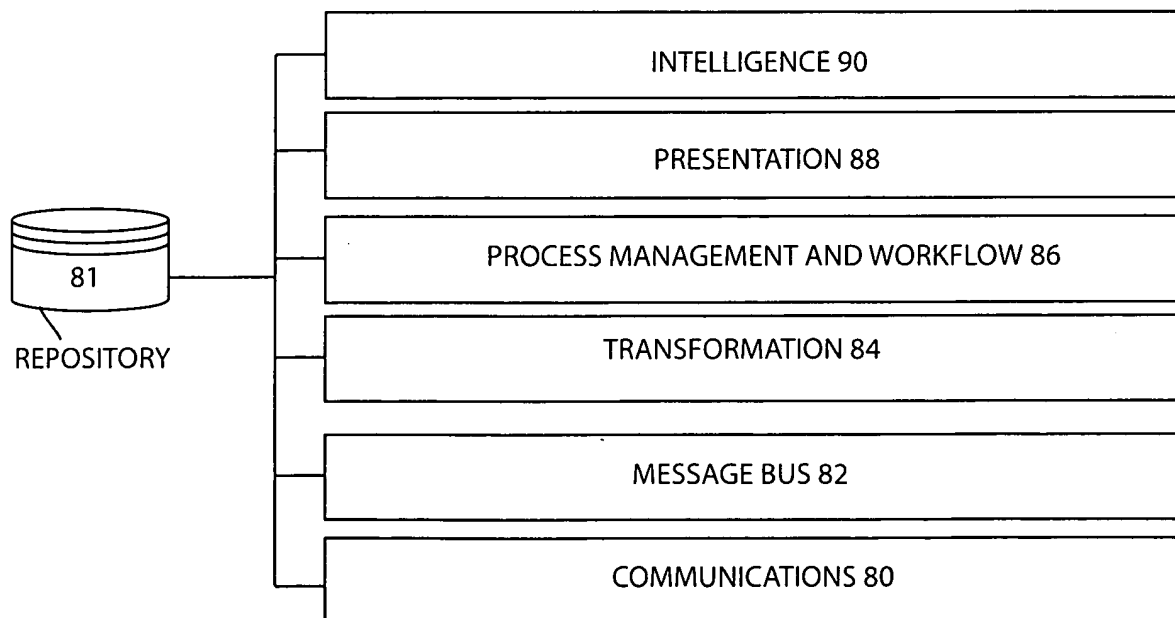 INTELLIGENCE 90
PRESENTATION 88
PROCESS MANAGEMENT AND WORKFLOW 86
81
REPOSITORY
TRANSFORMATION 84
MESSAGE BUS 82
COMMUNICATIONS 80